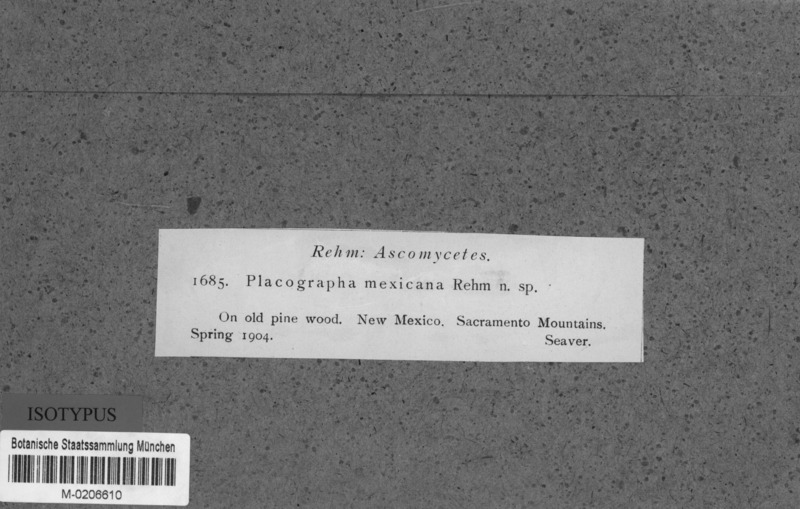 Rehm: Ascomycetes.
1685. Placographa mexicana Rehm n. sp.
On old pine wood. New Mexico. Sacramento Mountains.
Spring 1904. Seaver.
ISOTYPUS
Botanische Staatssammlung München
M-0206610